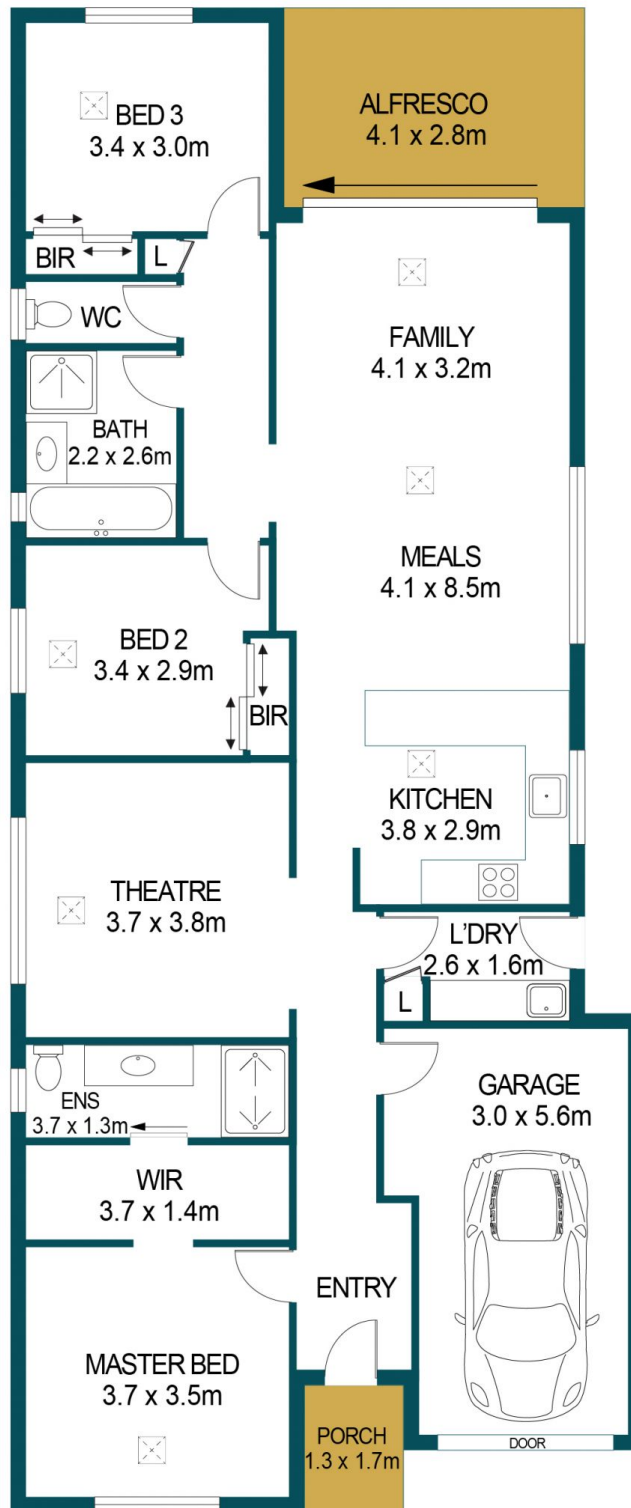 BED 3
3.4 x 3.0m
ALFRESCO
4.1 x 2.8m
BIR
L
WC
FAMILY
4.1 x 3.2m
BATH
2.2 x 2.6m
MEALS
4.1 x 8.5m
BED 2
3.4 x 2.9m
BIR
KITCHEN
3.8 x 2.9m
THEATRE
3.7 x 3.8m
L'DRY
2.6 x 1.6m
L
ENS
3.7 x 1.3m
GARAGE
3.0 x 5.6m
WIR
3.7 x 1.4m
ENTRY
MASTER BED
3.7 x 3.5m
PORCH
1.3 x 1.7m
DOOR